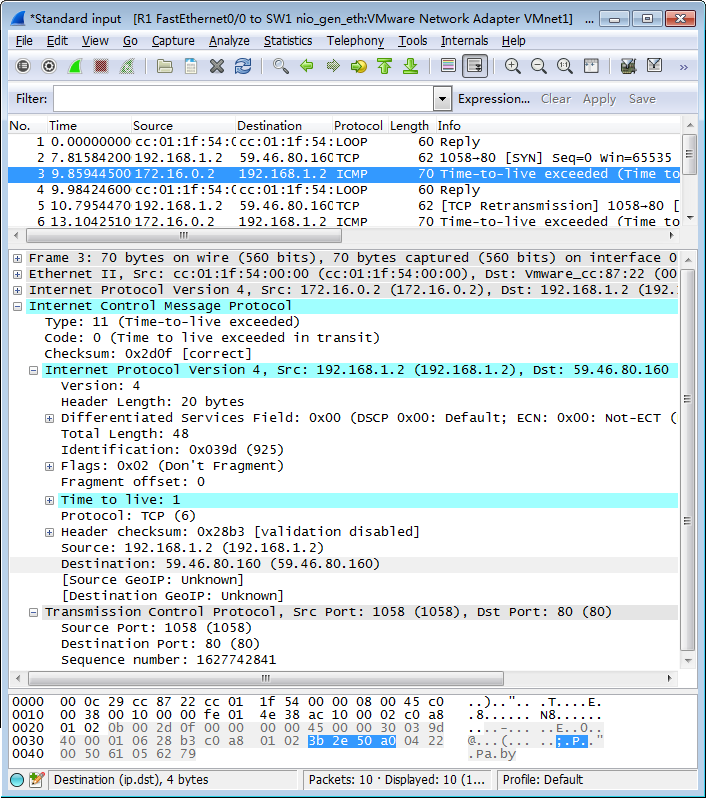 *Standard input   [R1 FastEthernet0/0 to SW1 nio_gen_eth:VMware Network Adapter VMnet1]   ...
File Edit View Go Capture Analyze Statistics Telephony Tools Internals Help
Filter: Expression... Clear Apply Save
No. Time Source Destination Protocol Length Info
1 0.00000000 cc:01:1f:54:0 cc:01:1f:54: LOOP 60 Reply
2 7.81584200 192.168.1.2 59.46.80.160 TCP 62 1058→80 [SYN] Seq=0 Win=65535
3 9.85944500 172.16.0.2 192.168.1.2 ICMP 70 Time-to-live exceeded (Time to
4 9.98424600 cc:01:1f:54:0 cc:01:1f:54: LOOP 60 Reply
5 10.7954470 192.168.1.2 59.46.80.160 TCP 62 [TCP Retransmission] 1058→80 [
6 13.1042510 172.16.0.2 192.168.1.2 ICMP 70 Time-to-live exceeded (Time to
Frame 3: 70 bytes on wire (560 bits), 70 bytes captured (560 bits) on interface 0
Ethernet II, Src: cc:01:1f:54:00:00 (cc:01:1f:54:00:00), Dst: Vmware_cc:87:22 (00
Internet Protocol Version 4, Src: 172.16.0.2 (172.16.0.2), Dst: 192.168.1.2 (192.
Internet Control Message Protocol
Type: 11 (Time-to-live exceeded)
Code: 0 (Time to live exceeded in transit)
Checksum: 0x2d0f [correct]
Internet Protocol Version 4, Src: 192.168.1.2 (192.168.1.2), Dst: 59.46.80.160
Version: 4
Header Length: 20 bytes
Differentiated Services Field: 0x00 (DSCP 0x00: Default; ECN: 0x00: Not-ECT (
Total Length: 48
Identification: 0x039d (925)
Flags: 0x02 (Don't Fragment)
Fragment offset: 0
Time to live: 1
Protocol: TCP (6)
Header checksum: 0x28b3 [validation disabled]
Source: 192.168.1.2 (192.168.1.2)
Destination: 59.46.80.160 (59.46.80.160)
[Source GeoIP: Unknown]
[Destination GeoIP: Unknown]
Transmission Control Protocol, Src Port: 1058 (1058), Dst Port: 80 (80)
Source Port: 1058 (1058)
Destination Port: 80 (80)
Sequence number: 1627742841
0000 00 0c 29 cc 87 22 cc 01 1f 54 00 00 08 00 45 c0 ..)..".. .T....E.
0010 00 38 00 10 00 00 fe 01 4e 38 ac 10 00 02 c0 a8 .8...... N8......
0020 01 02 0b 00 2d 0f 00 00 00 00 45 00 00 30 03 9d ....-... ..E..0..
0030 40 00 01 06 28 b3 c0 a8 01 02 3b 2e 50 a0 04 22 @...(... ..;.P.."
0040 00 50 61 05 62 79 .Pa.by
Destination (ip.dst), 4 bytes Packets: 10 · Displayed: 10 (1... Profile: Default